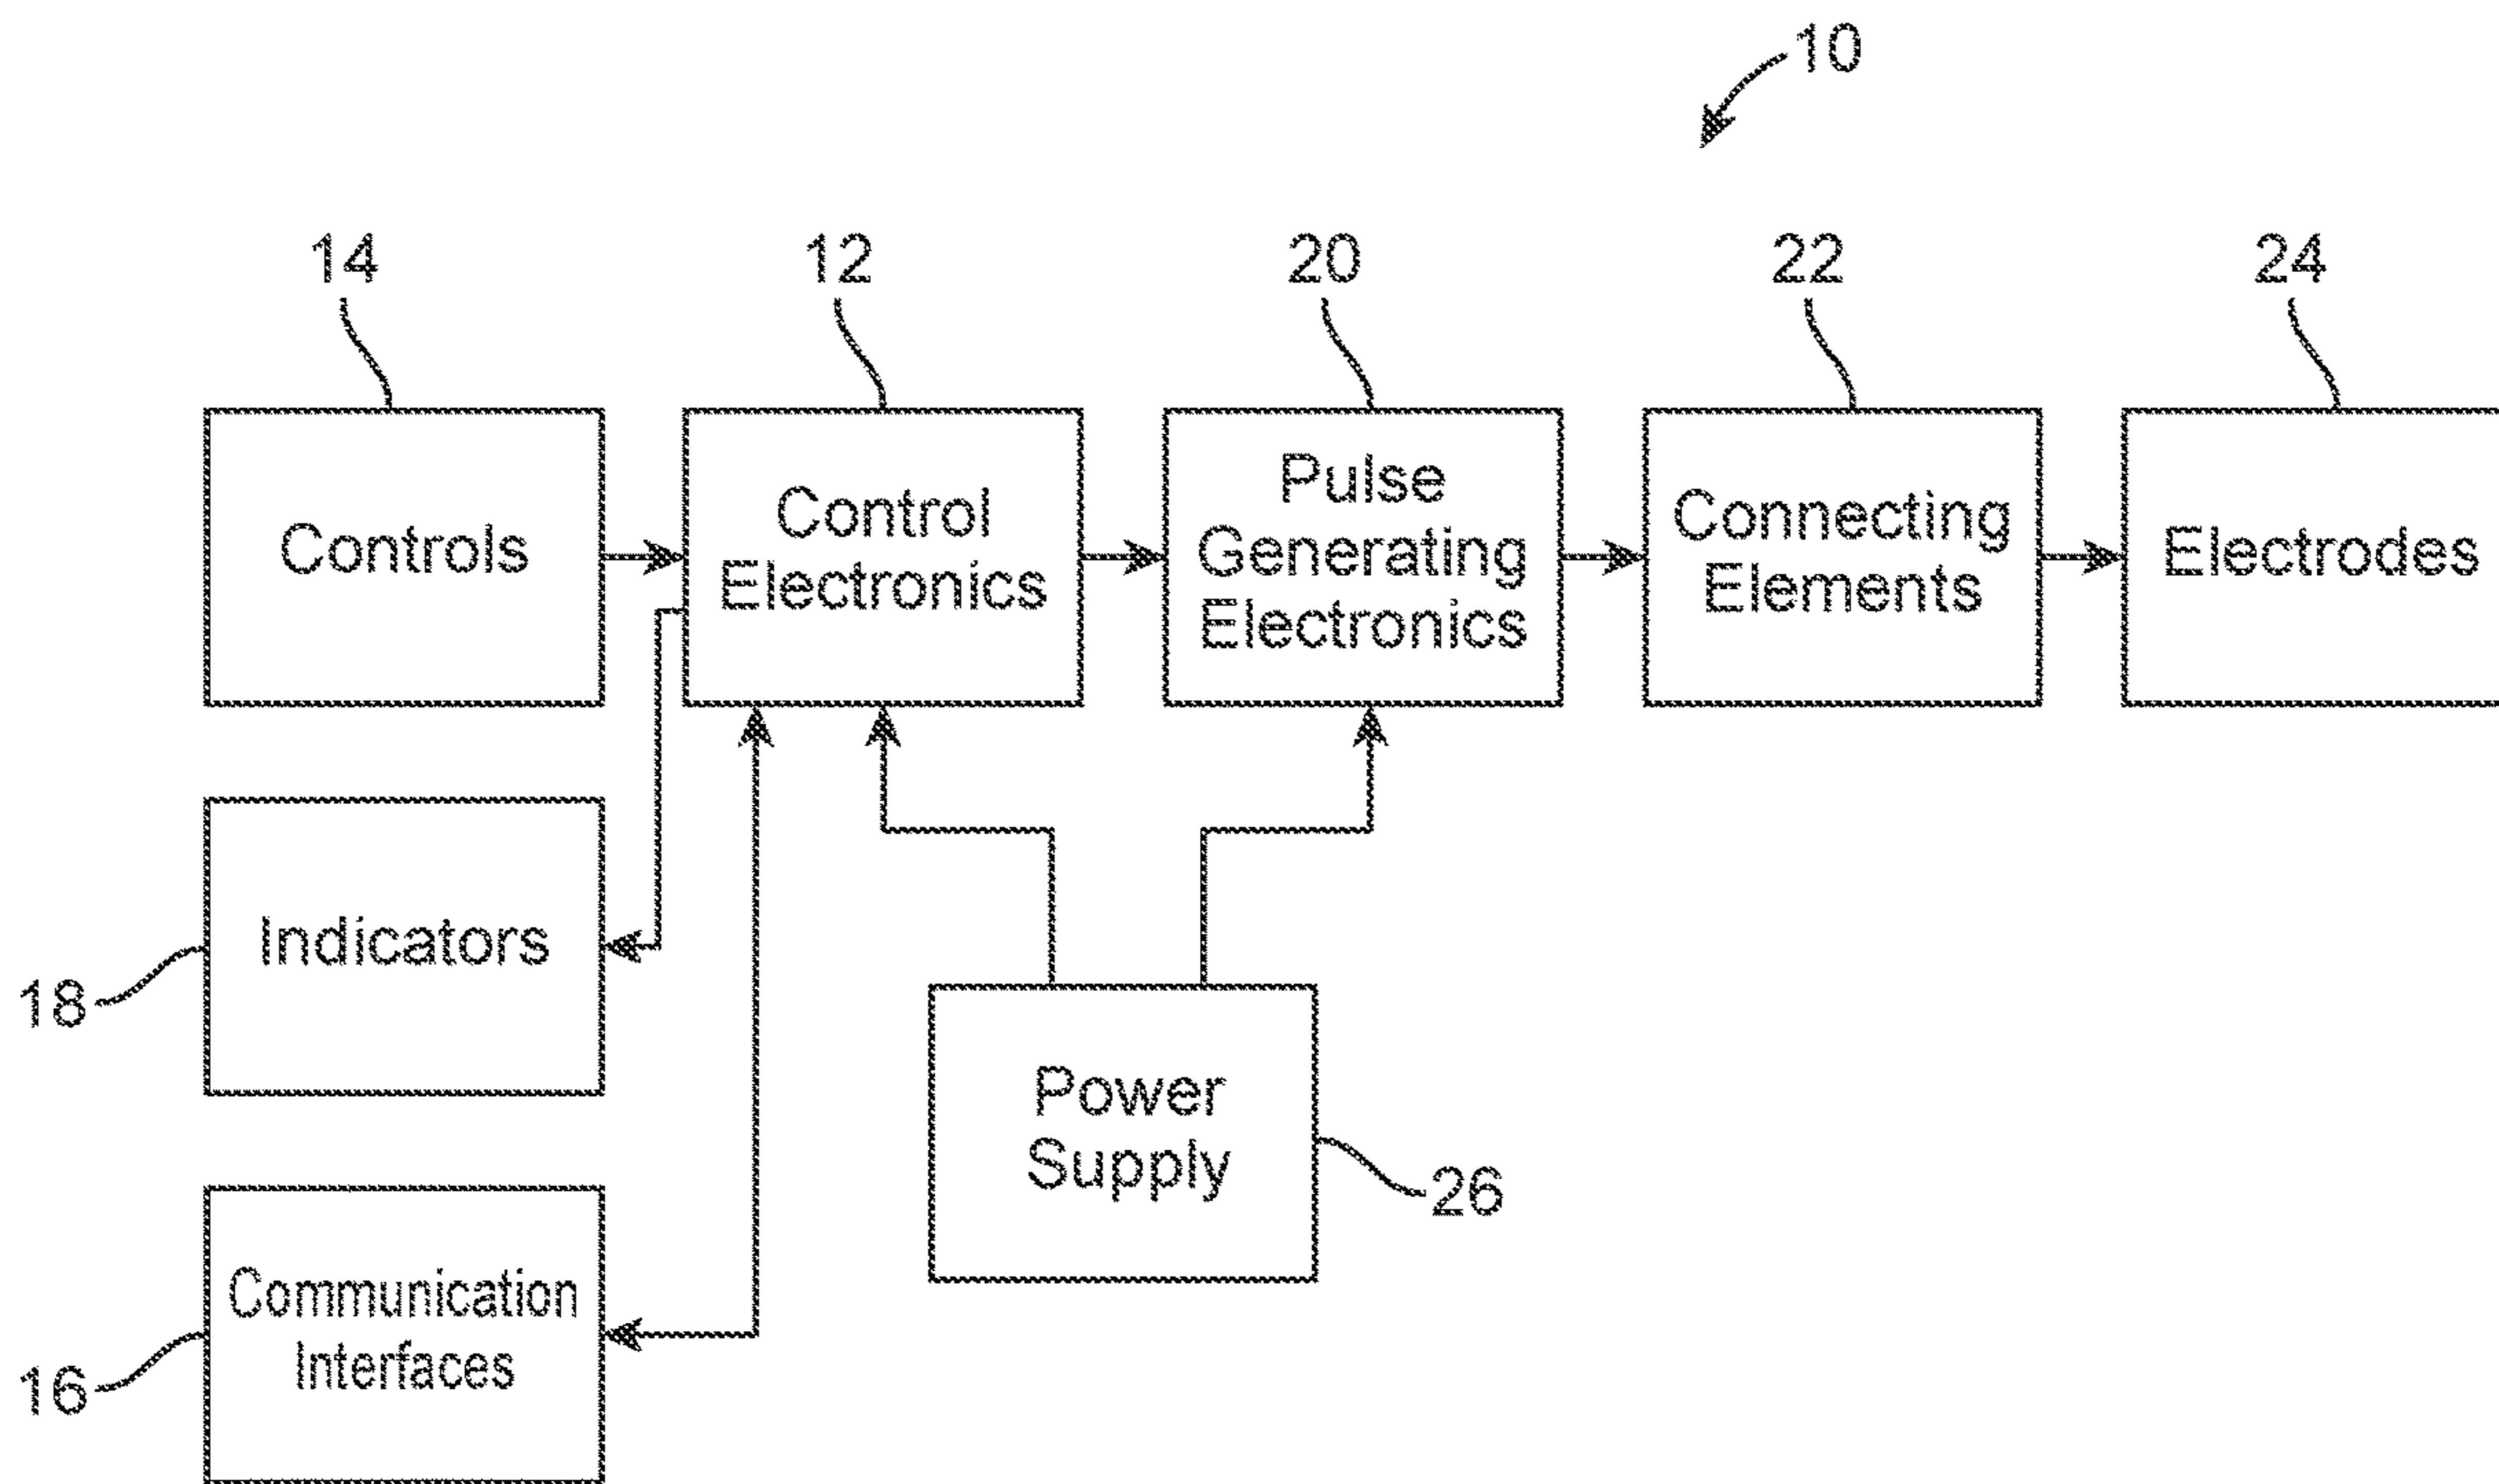 10
14
12
20
22
24
Controls
Control
Electronics
Pulse
Generating
Electronics
Connecting
Elements
Electrodes
Indicators
18
Power
Supply
26
Communication
Interfaces
16